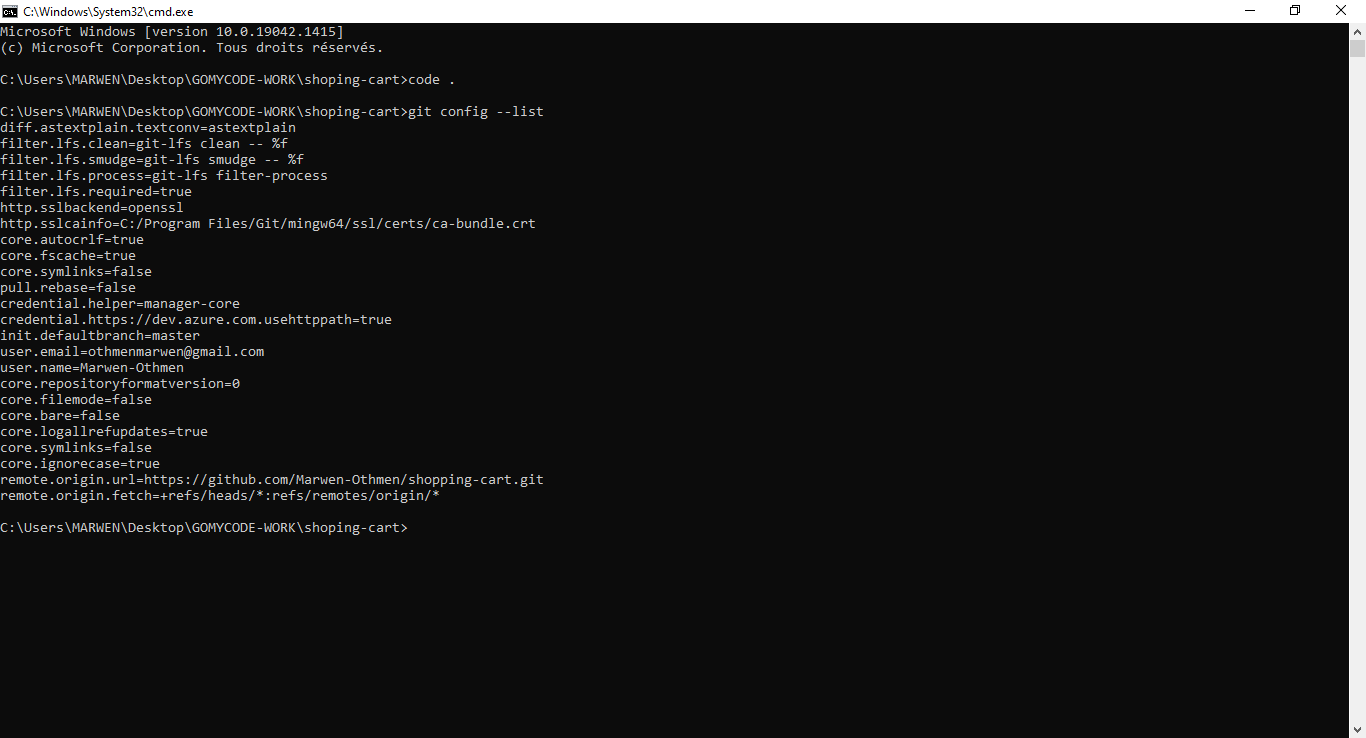 C:\Windows\System32\cmd.exe
Microsoft Windows [version 10.0.19042.1415]
(c) Microsoft Corporation. Tous droits réservés.
C:\Users\MARWEN\Desktop\GOMYCODE-WORK\shoping-cart>code .
C:\Users\MARWEN\Desktop\GOMYCODE-WORK\shoping-cart>git config --list
diff.astextplain.textconv=astextplain
filter.lfs.clean=git-lfs clean -- %f
filter.lfs.smudge=git-lfs smudge -- %f
filter.lfs.process=git-lfs filter-process
filter.lfs.required=true
http.sslbackend=openssl
http.sslcainfo=C:/Program Files/Git/mingw64/ssl/certs/ca-bundle.crt
core.autocrlf=true
core.fscache=true
core.symlinks=false
pull.rebase=false
credential.helper=manager-core
credential.https://dev.azure.com.usehttppath=true
init.defaultbranch=master
user.email=othmenmarwen@gmail.com
user.name=Marwen-Othmen
core.repositoryformatversion=0
core.filemode=false
core.bare=false
core.logallrefupdates=true
core.symlinks=false
core.ignorecase=true
remote.origin.url=https://github.com/Marwen-Othmen/shopping-cart.git
remote.origin.fetch=+refs/heads/*:refs/remotes/origin/*
C:\Users\MARWEN\Desktop\GOMYCODE-WORK\shoping-cart>